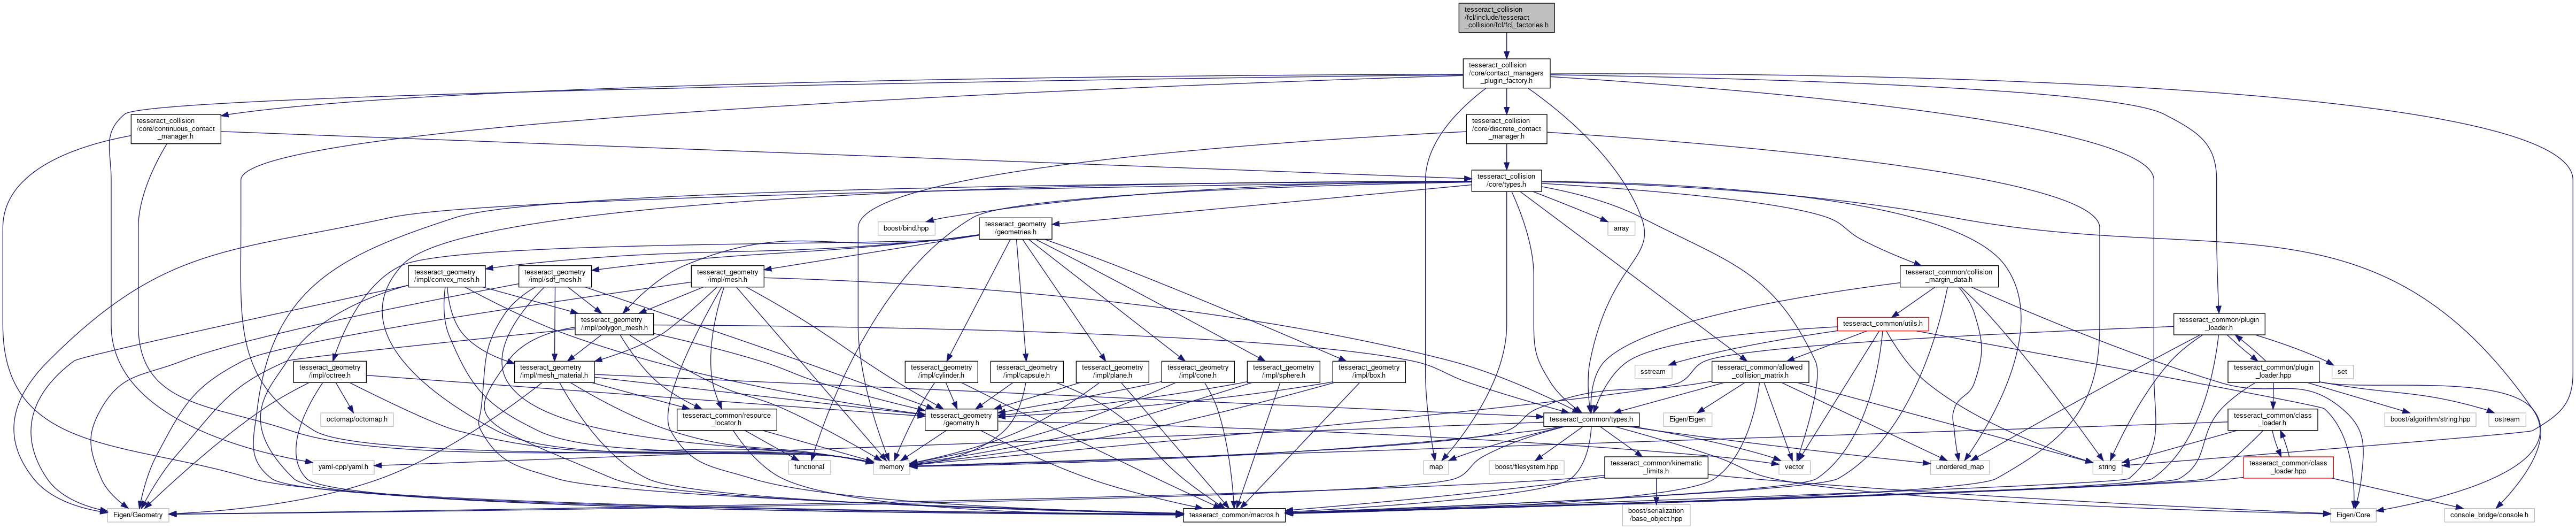 tesseract_collision
/fcl/include/tesseract
_collision/fcl/fcl_factories.h
tesseract_collision
/core/contact_managers
_plugin_factory.h
tesseract_collision
/core/continuous_contact
_manager.h
tesseract_collision
/core/discrete_contact
_manager.h
tesseract_collision
/core/types.h
boost/bind.hpp
tesseract_geometry
/geometries.h
array
tesseract_geometry
/impl/convex_mesh.h
tesseract_geometry
/impl/sdf_mesh.h
tesseract_geometry
/impl/mesh.h
tesseract_common/collision
_margin_data.h
tesseract_geometry
/impl/polygon_mesh.h
tesseract_common/utils.h
tesseract_common/plugin
_loader.h
tesseract_geometry
/impl/octree.h
tesseract_geometry
/impl/mesh_material.h
tesseract_geometry
/impl/cylinder.h
tesseract_geometry
/impl/capsule.h
tesseract_geometry
/impl/plane.h
tesseract_geometry
/impl/cone.h
tesseract_geometry
/impl/sphere.h
tesseract_geometry
/impl/box.h
sstream
tesseract_common/allowed
_collision_matrix.h
tesseract_common/plugin
_loader.hpp
set
octomap/octomap.h
tesseract_common/resource
_locator.h
tesseract_geometry
/geometry.h
tesseract_common/types.h
Eigen/Eigen
tesseract_common/class
_loader.h
boost/algorithm/string.hpp
ostream
yaml-cpp/yaml.h
functional
memory
map
boost/filesystem.hpp
tesseract_common/kinematic
_limits.h
vector
unordered_map
string
tesseract_common/class
_loader.hpp
Eigen/Geometry
tesseract_common/macros.h
boost/serialization
/base_object.hpp
Eigen/Core
console_bridge/console.h